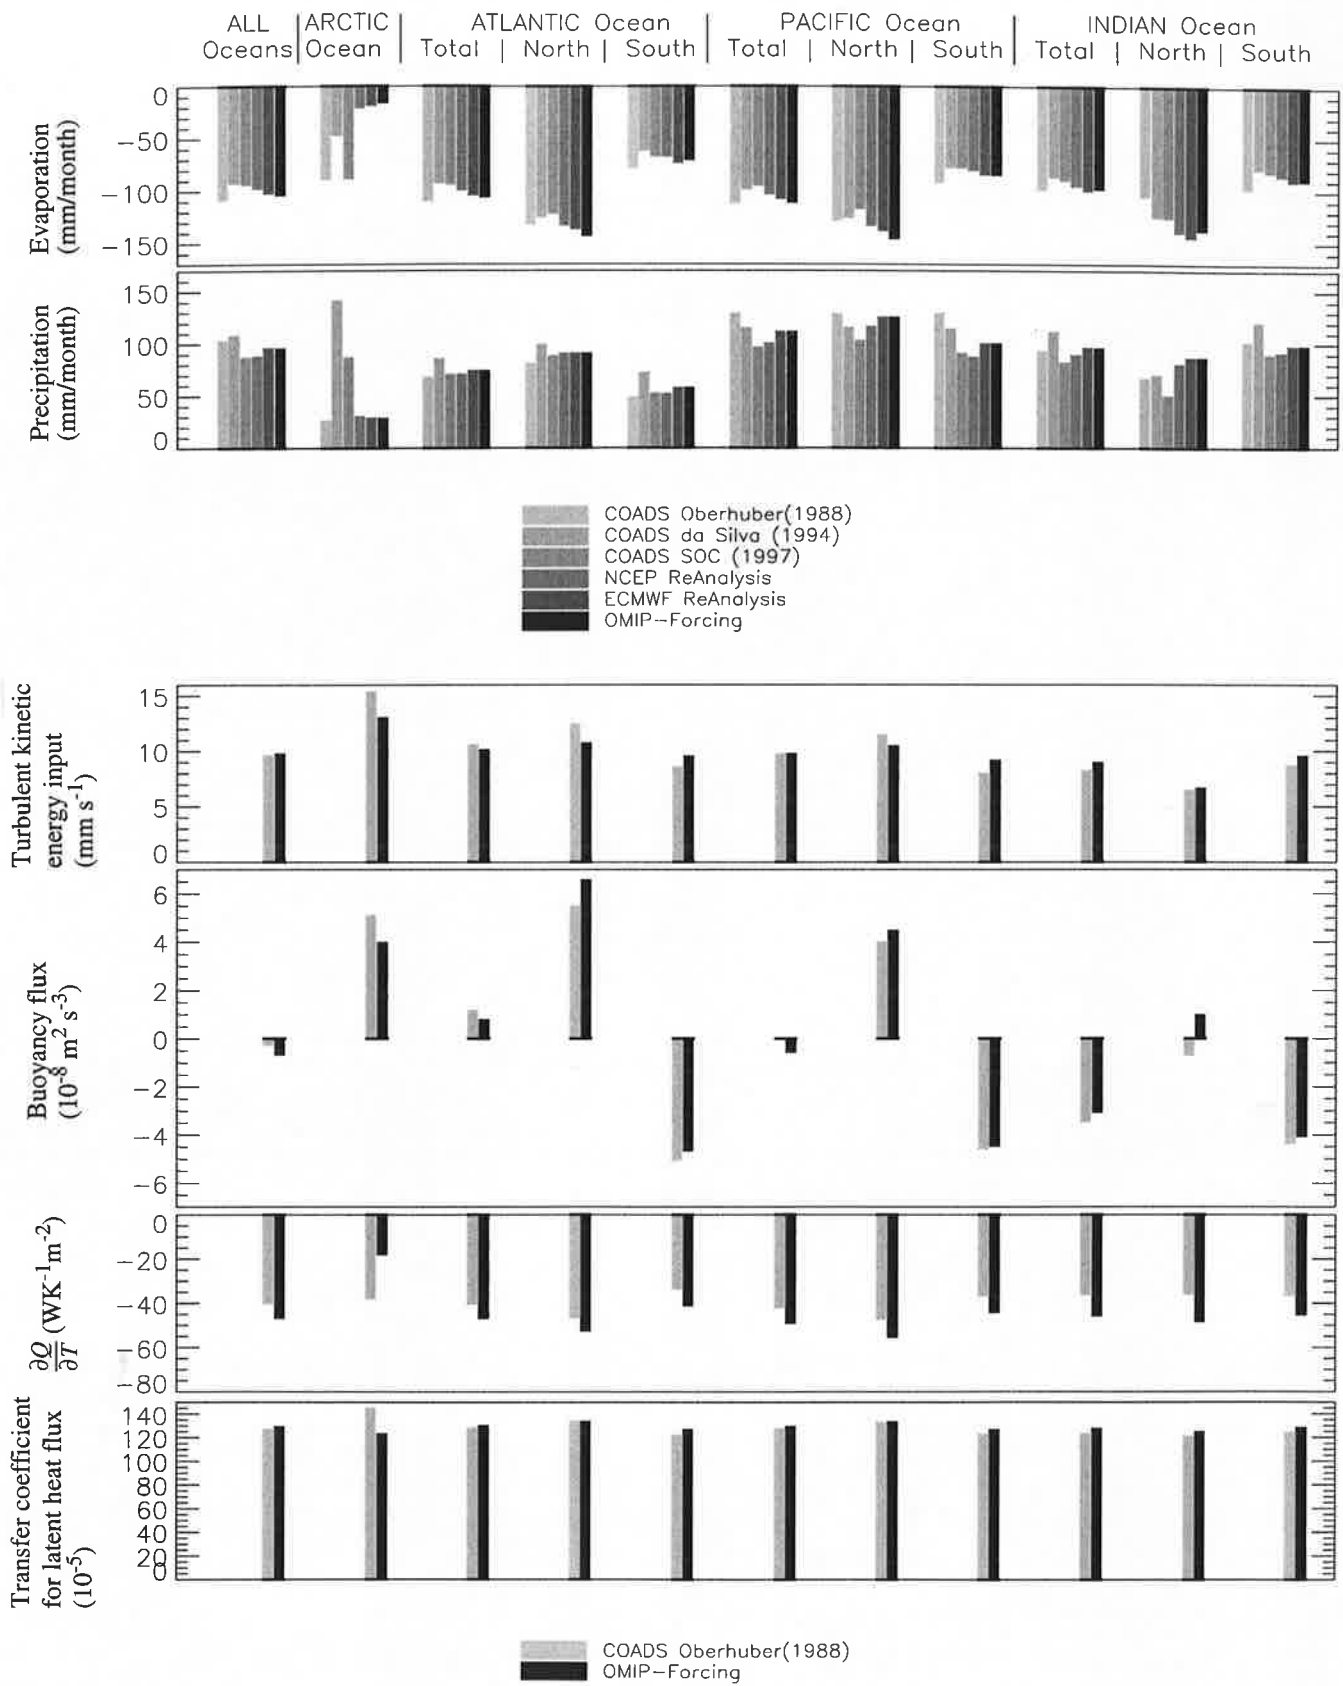 ALL | ARCTIC | ATLANTIC Ocean | PACIFIC Ocean | INDIAN Ocean
Oceans | Ocean | Total | North | South | Total | North | South | Total | North | South
Evaporation
(mm/month)
0
−50
−100
−150
Precipitation
(mm/month)
150
100
50
0
COADS Oberhuber(1988)
COADS da Silva (1994)
COADS SOC (1997)
NCEP ReAnalysis
ECMWF ReAnalysis
OMIP−Forcing
Turbulent kinetic
energy input
(mm s-1)
15
10
5
0
Buoyancy flux
(10-8 m2 s-3)
6
4
2
0
−2
−4
−6
∂Q/∂T (WK-1m-2)
0
−20
−40
−60
−80
Transfer coefficient
for latent heat flux
(10-5)
140
120
100
80
60
40
20
0
COADS Oberhuber(1988)
OMIP−Forcing